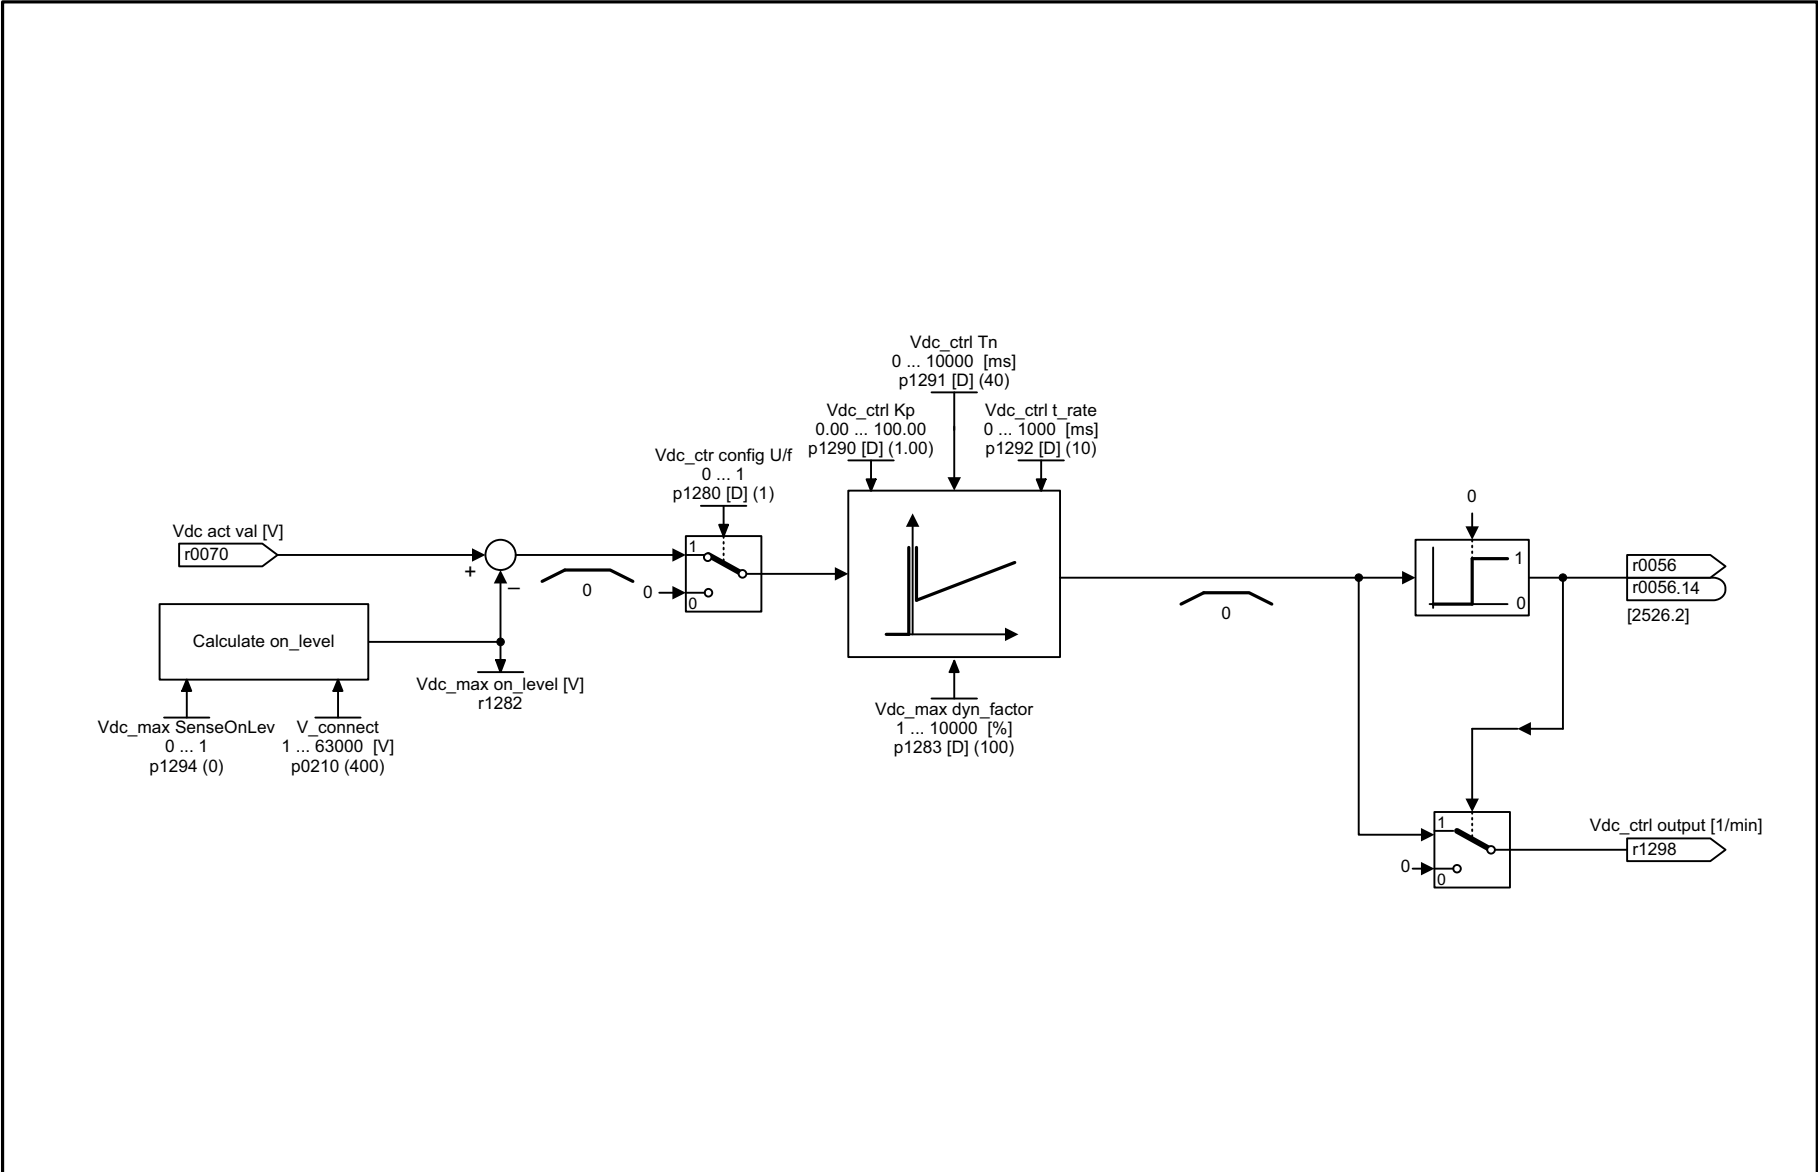 Vdc_ctrl Tn
0 ... 10000 [ms]
p1291 [D] (40)
Vdc_ctrl Kp
0.00 ... 100.00
p1290 [D] (1.00)
Vdc_ctrl t_rate
0 ... 1000 [ms]
p1292 [D] (10)
Vdc_ctr config U/f
0 ... 1
p1280 [D] (1)
Vdc act val [V]
r0070
+
–
0
1
0
0
0
0
1
0
r0056
r0056.14
[2526.2]
Calculate on_level
Vdc_max on_level [V]
r1282
Vdc_max SenseOnLev
0 ... 1
p1294 (0)
V_connect
1 ... 63000 [V]
p0210 (400)
Vdc_max dyn_factor
1 ... 10000 [%]
p1283 [D] (100)
1
0
0
Vdc_ctrl output [1/min]
r1298